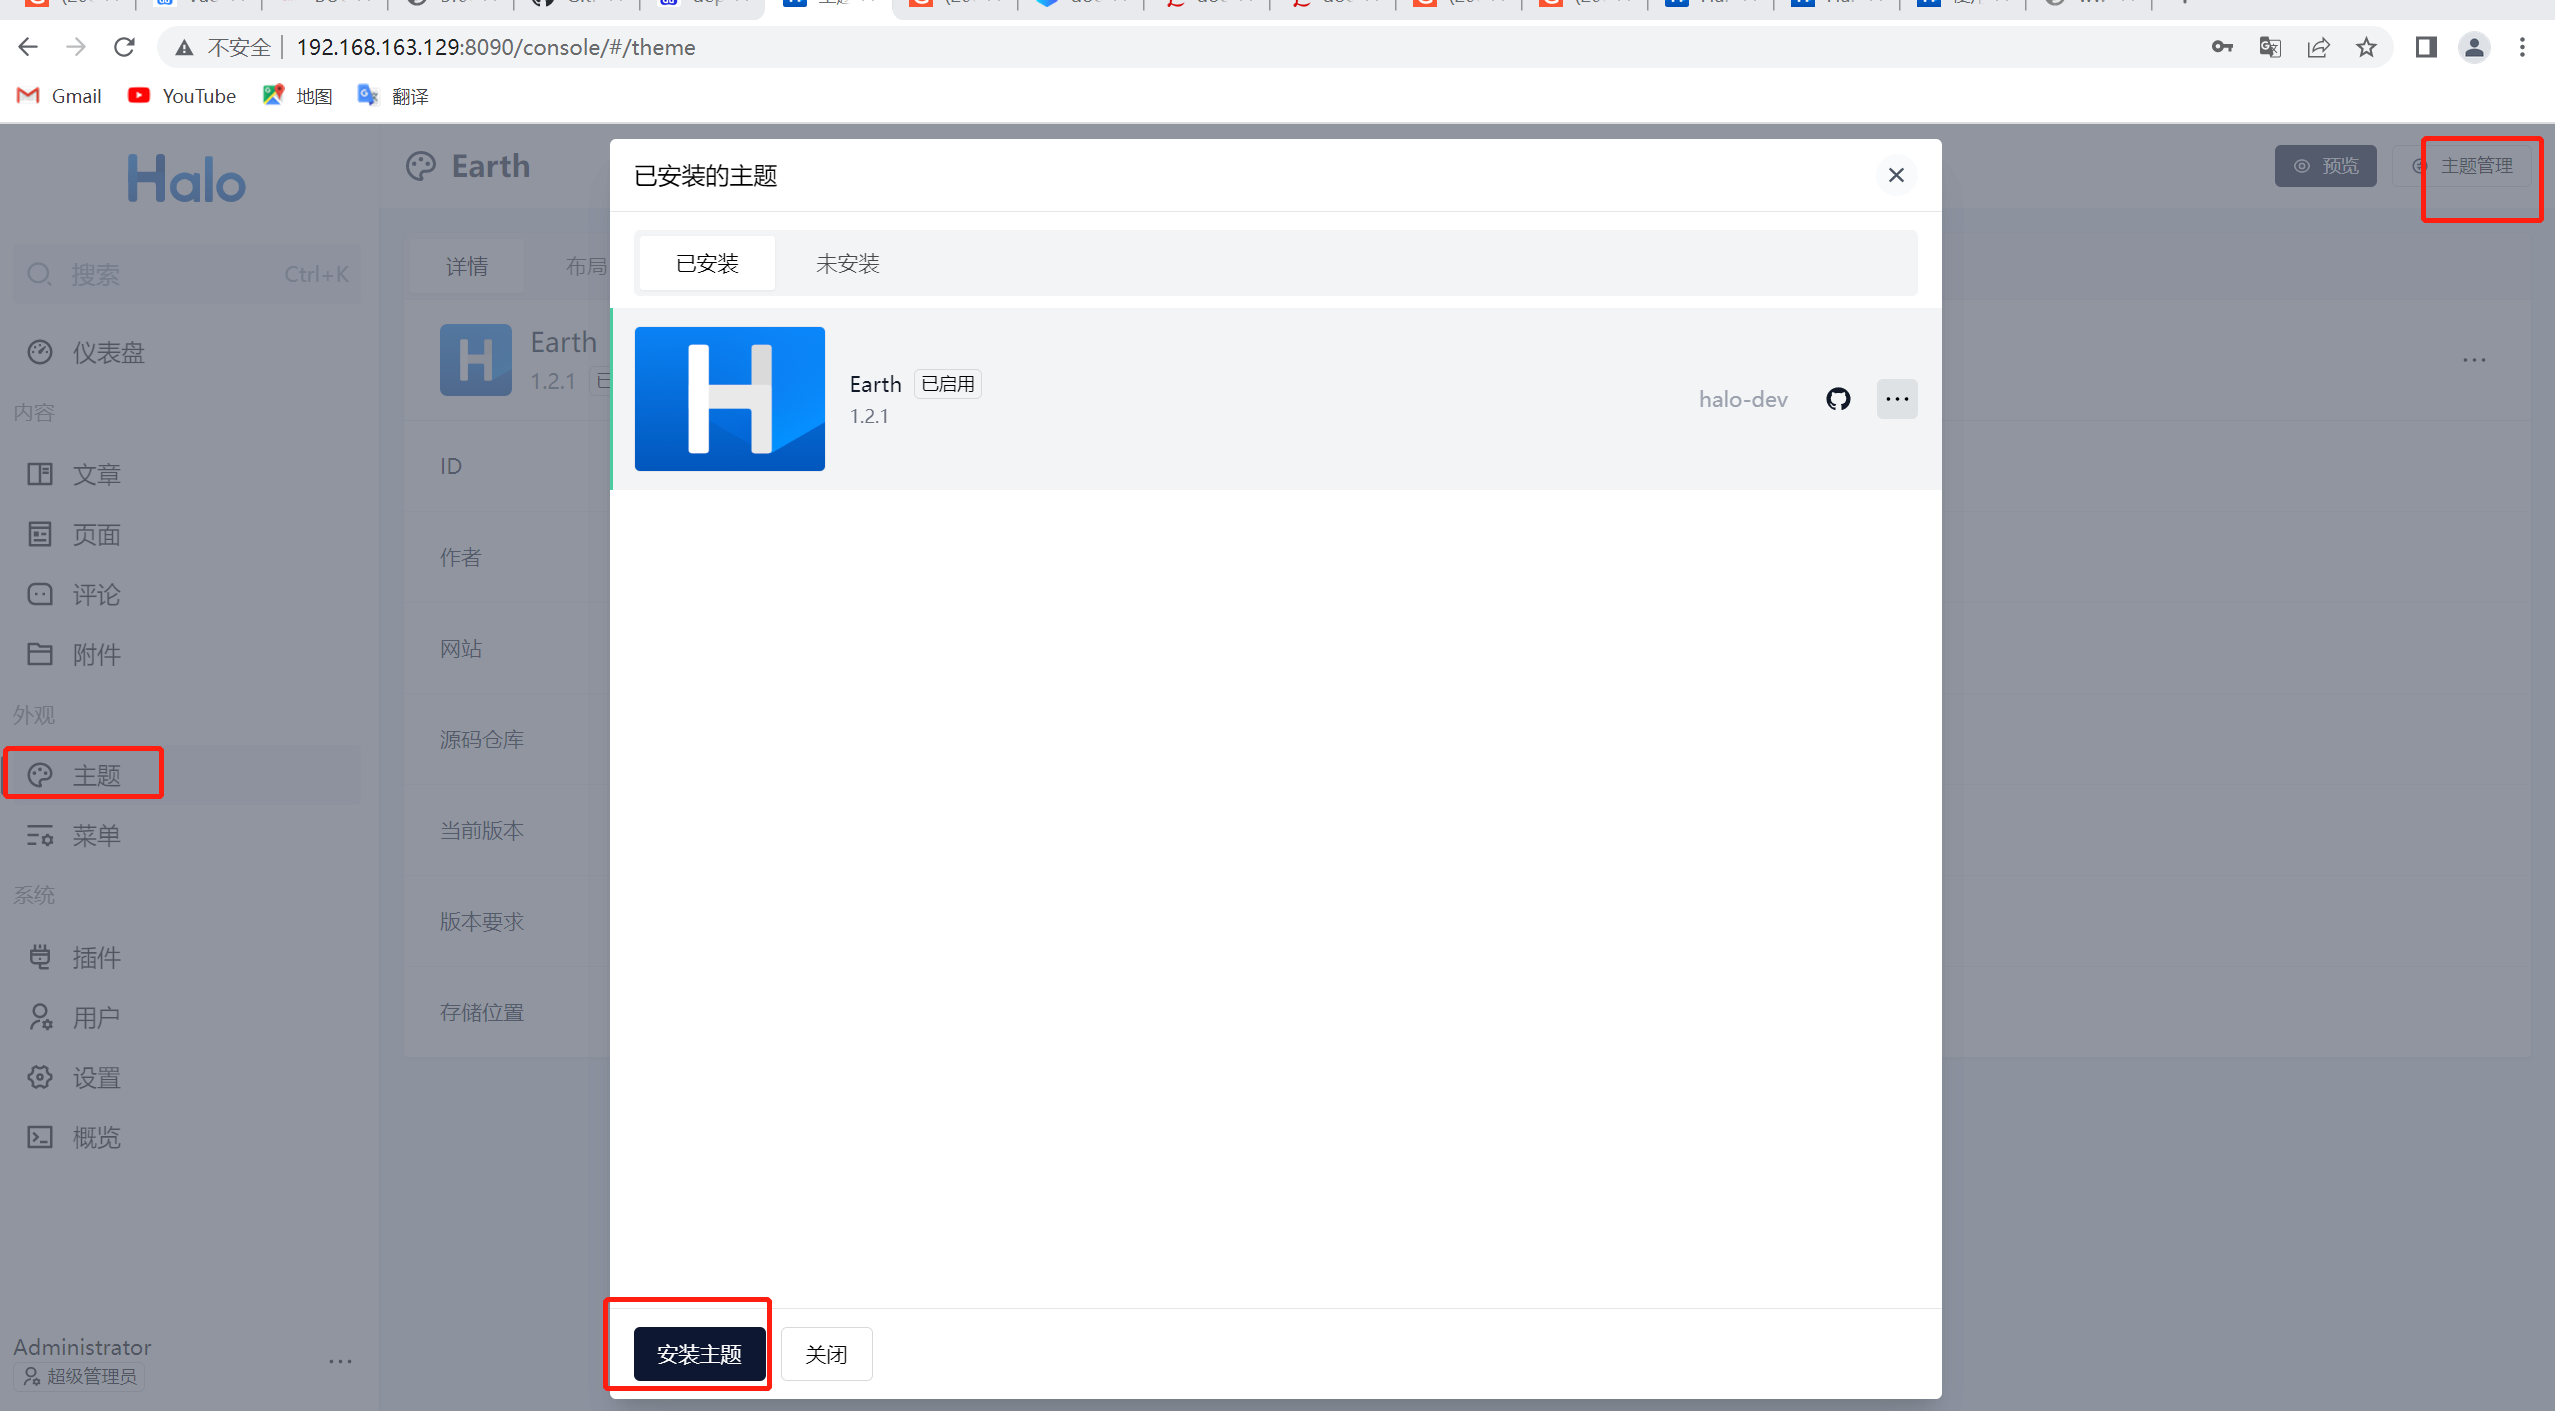 不安全 | 192.168.163.129:8090/console/#/theme
Gmail YouTube 地图 翻译
Halo
搜索 Ctrl+K
仪表盘
内容
文章
页面
评论
附件
外观
主题
菜单
系统
插件
用户
设置
概览
Administrator
超级管理员
Earth
预览 主题管理
详情 布局
Earth
1.2.1
ID
作者
网站
源码仓库
当前版本
版本要求
存储位置
已安装的主题
已安装 未安装
Earth 已启用
1.2.1
halo-dev
安装主题 关闭